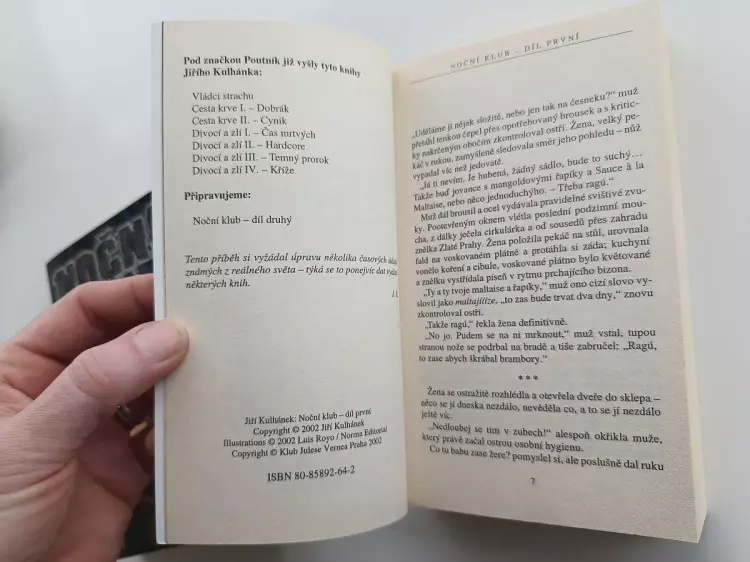 Pod značkou Poutník již vyšly tyto knihy
Jiřího Kulhánka:
Vládci strachu
Cesta krve I. – Dobrák
Cesta krve II. – Cynik
Divocí a zlí I. – Čas mrtvých
Divocí a zlí II. – Hardcore
Divocí a zlí III. – Temný prorok
Divocí a zlí IV. – Kříže
Připravujeme:
Noční klub – díl druhý
Tento příběh si vyžádal úpravu několika časových
známých z reálného světa – týká se to ponejvíc dat
některých knih.
Jiří Kulhánek: Noční klub – díl první
Copyright © 2002 Jiří Kulhánek
Illustrations © 2002 Luis Royo / Norma Editorial
Copyright © Klub Julese Vernea Praha 2002
ISBN 80-85892-64-2
NOČNÍ KLUB – DÍL PRVNÍ
„Uděláme ji nějak složitě, nebo jen tak na česneku?“ muž
přetáhl tenkou čepel přes opotřebovaný brousek a s kritic-
ky nakrčeným obočím zkontroloval ostří. Žena, velký pe-
káč v rukou, zamyšleně sledovala směr jeho pohledu – nůž
vypadal víc než jedovatě.
„Já ti nevím. Je hubená, žádný sádlo, bude to suchý…
Takže buď jovance s mangoldovými řapíky a Sauce à la
Maltaise, nebo něco jednoduchýho. – Třeba ragú.“
Muž dál brousil a ocel vydávala pravidelné svištivé zvu-
ky. Pootevřeným oknem vlétla poslední podzimní mou-
cha, z dálky ječela cirkulárka a od sousedů přes zahradu
znělka Zlaté Prahy. Žena položila pekáč na stůl, urovnala
fald na voskovaném plátně a protáhla si záda; kuchyní
vonělo koření a cibule, voskované plátno bylo květované
a znělku vystřídala píseň v rytmu prchajícího bizona.
„Ty a ty tvoje maltaise a řapíky,“ muž ono cizí slovo vy-
slovil jako maltajííze, „to zas bude trvat dva dny,“ znovu
zkontroloval ostří.
„Takže ragú,“ řekla žena definitivně.
„No jo. Pudem se na ni mrknout,“ muž vstal, tupou
stranou nože se podrbal na bradě a tiše zabručel: „Ragú,
to zase abych škrábal brambory.“
***
Žena se ostražitě rozhlédla a otevřela dveře do sklepa –
něco se jí dneska nezdálo, nevěděla co, a to se jí nezdálo
ještě víc.
„Nedloubej se tim v zubech!“ alespoň okřikla muže,
který právě začal ostrou osobní hygienu.
Co tu babu zase žere? pomyslel si, ale poslušně dal ruku
7